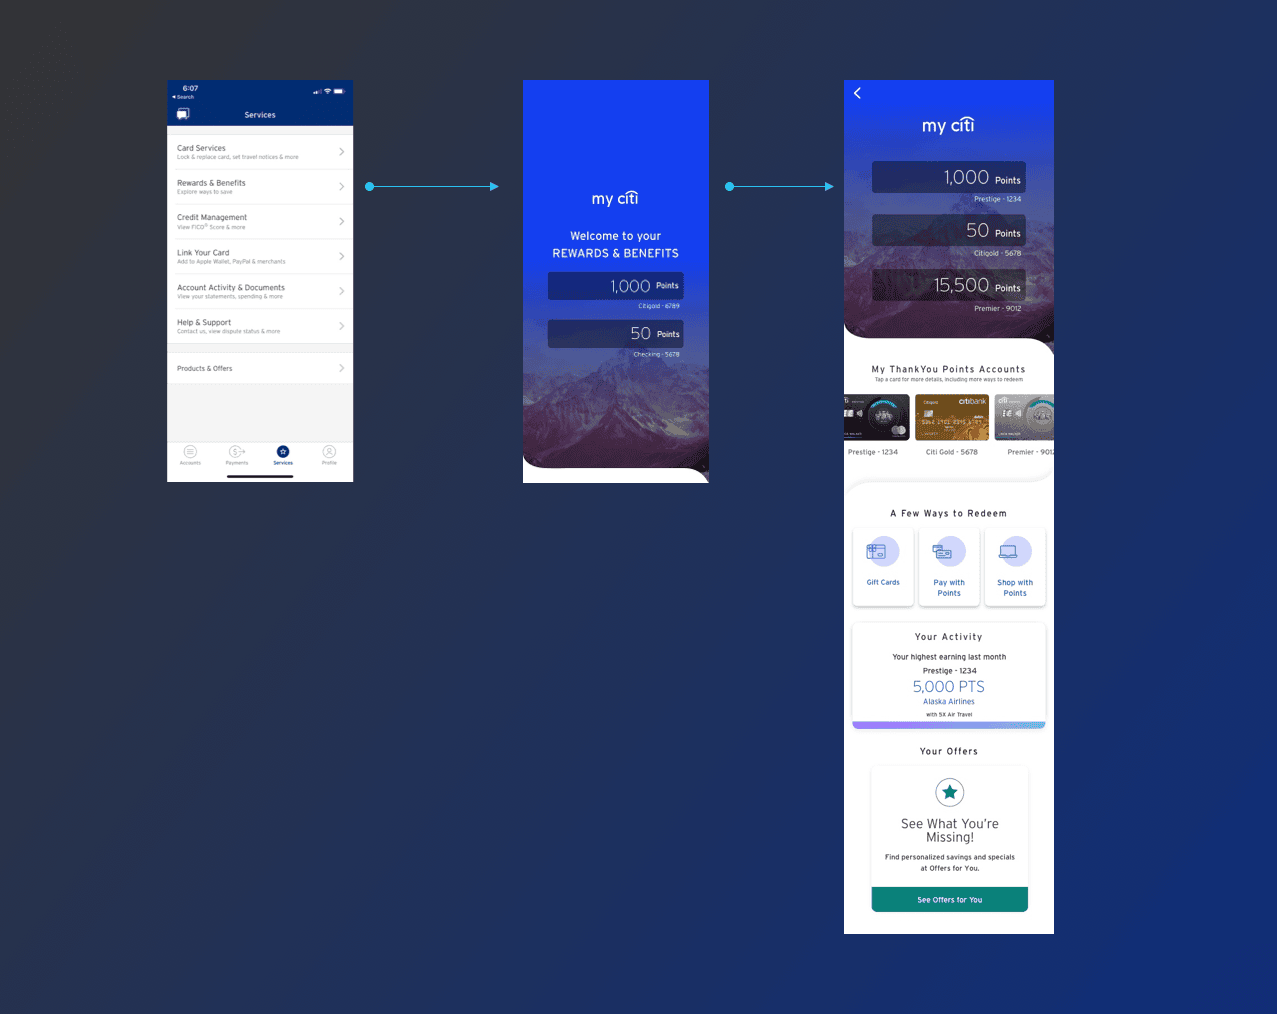 6:07
Search
Services
Card Services
Lock & replace card, set travel notices & more
Rewards & Benefits
Explore ways to save
Credit Management
View FICO® Score & more
Link Your Card
Add to Apple Wallet, PayPal & merchants
Account Activity & Documents
View your statements, spending & more
Help & Support
Contact us, view dispute status & more
Products & Offers
Accounts
Payments
Services
Profile
my citi
Welcome to your
REWARDS & BENEFITS
1,000 Points
Citigold - 6789
50 Points
Checking - 5678
my citi
1,000 Points
Prestige - 1234
50 Points
Citigold - 5678
15,500 Points
Premier - 9012
My ThankYou Points Accounts
Tap a card for more details, including more ways to redeem
citi
Citigold
citibank
citi
Prestige - 1234
Citi Gold - 5678
Premier - 9012
A Few Ways to Redeem
Gift Cards
Pay with
Points
Shop with
Points
Your Activity
Your highest earning last month
Prestige - 1234
5,000 PTS
Alaska Airlines
with 5X Air Travel
Your Offers
See What You're
Missing!
Find personalized savings and specials
at Offers for You.
See Offers for You